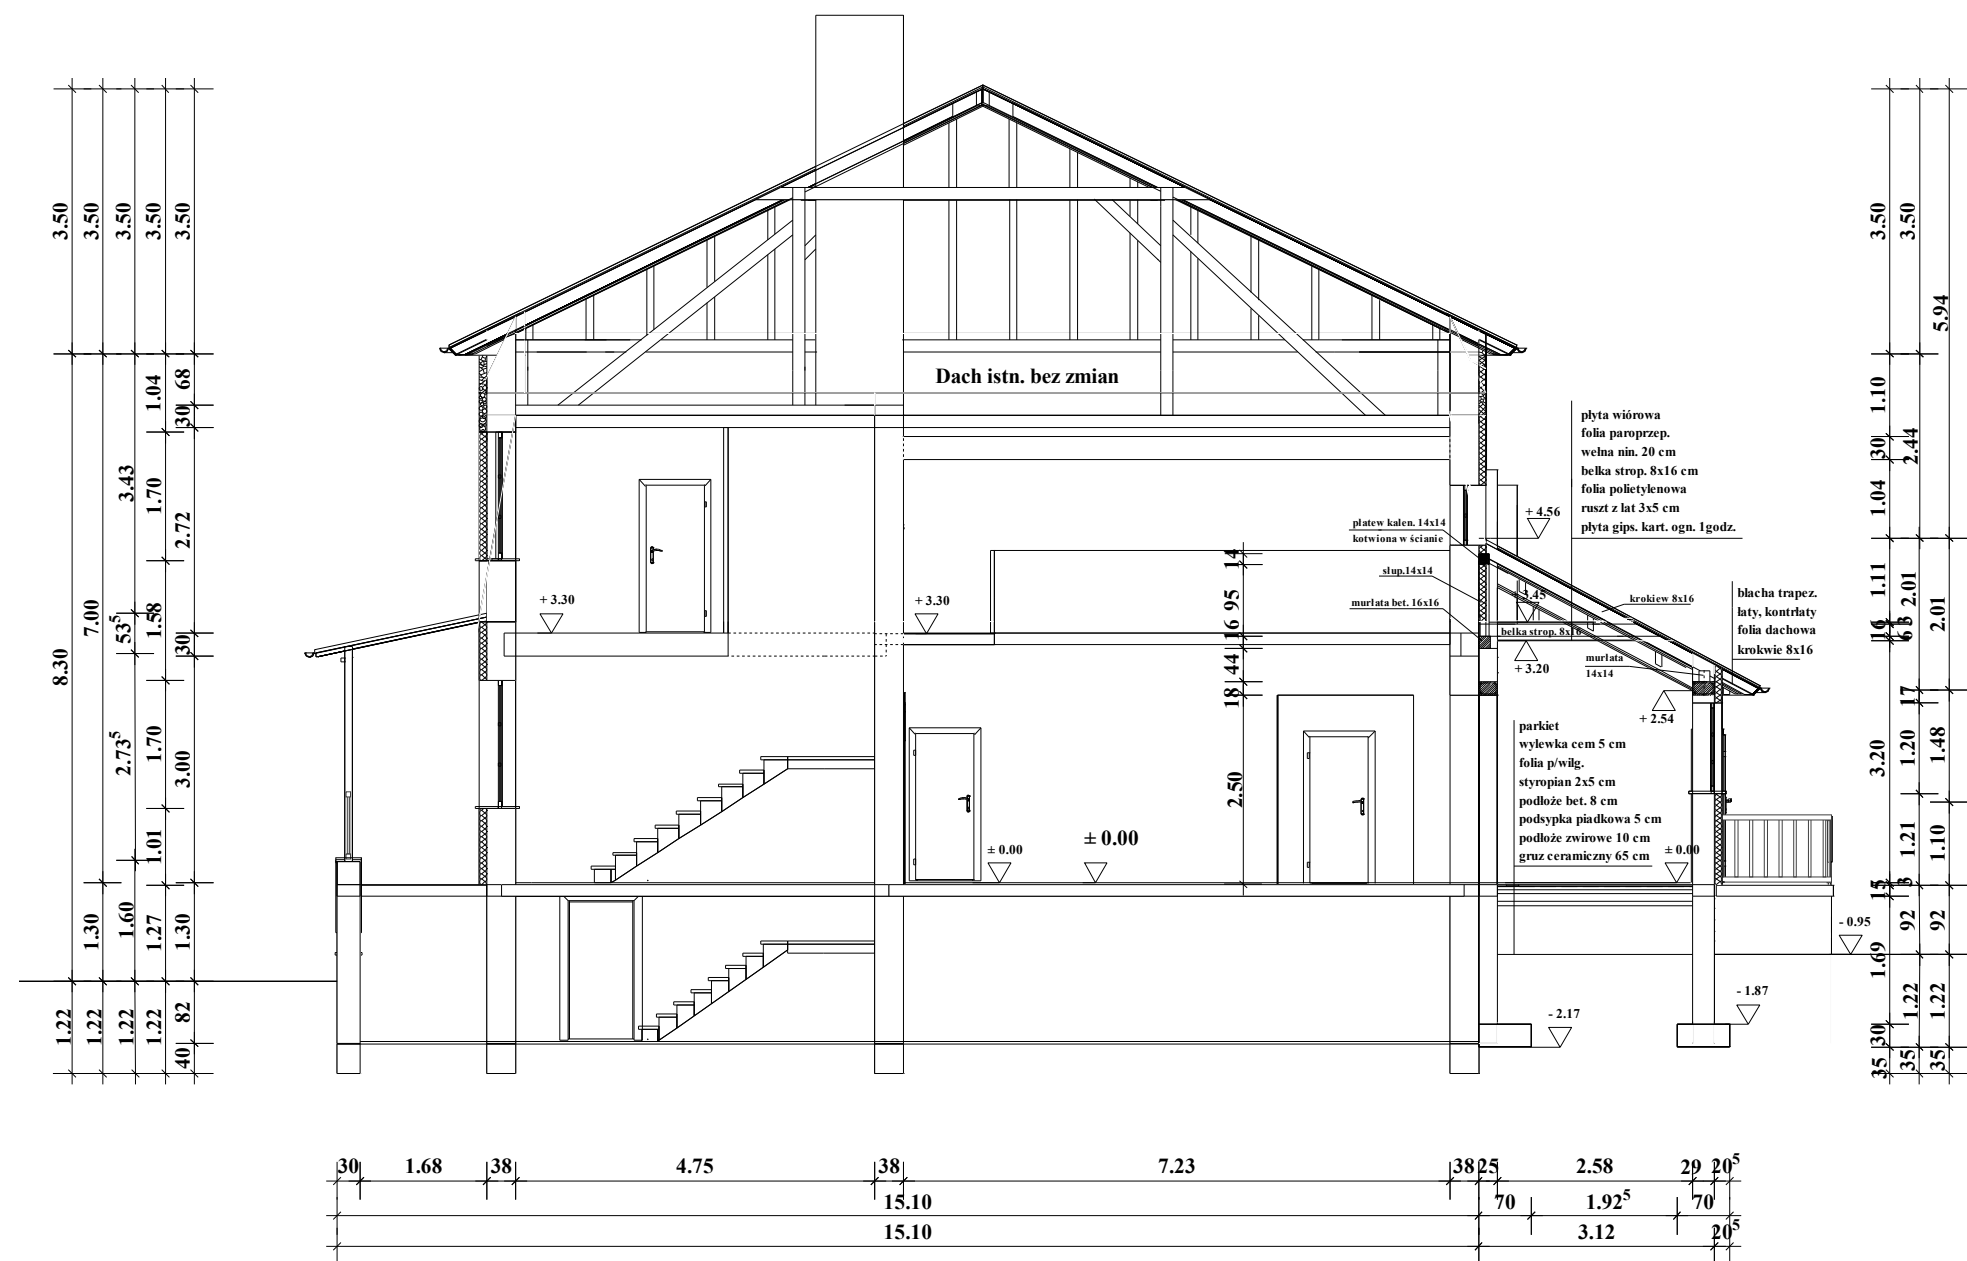 3.50
3.50
3.50
3.50
3.50
3.50
3.50
5.94
8.30
7.00
3.43
53⁵
2.73⁵
1.04
1.70
1.58
1.70
1.01
68
30
2.72
30
3.00
1.30
1.60
1.27
1.30
1.22
1.22
1.22
1.22
82
40
Dach istn. bez zmian
płyta wiórowa
folia paroprzep.
wełna nin. 20 cm
belka strop. 8x16 cm
folia polietylenowa
ruszt z lat 3x5 cm
płyta gips. kart. ogn. 1godz.
+ 4.56
płatew kalen. 14x14
kotwiona w ścianie
słup.14x14
murłata bet. 16x16
+ 3.45
krokiew 8x16
belka strop. 8x16
+ 3.20
murłata
14x14
+ 2.54
blacha trapez.
łaty, kontrłaty
folia dachowa
krokwie 8x16
+ 3.30
+ 3.30
14
95
16
44
18
2.50
± 0.00
± 0.00
parkiet
wylewka cem 5 cm
folia p/wilg.
styropian 2x5 cm
podłoże bet. 8 cm
podsypka piadkowa 5 cm
podłoże zwirowe 10 cm
gruz ceramiczny 65 cm
± 0.00
- 0.95
- 1.87
- 2.17
1.10
30
1.04
1.11
16
3.20
15
1.69
30
35
2.44
2.01
6 3
17
1.20
1.21
3
92
1.22
35
2.01
1.48
1.10
92
1.22
35
30 1.68 38 4.75 38 7.23 38 25 2.58 29 20⁵
15.10 70 1.92⁵ 70
15.10 3.12 20⁵